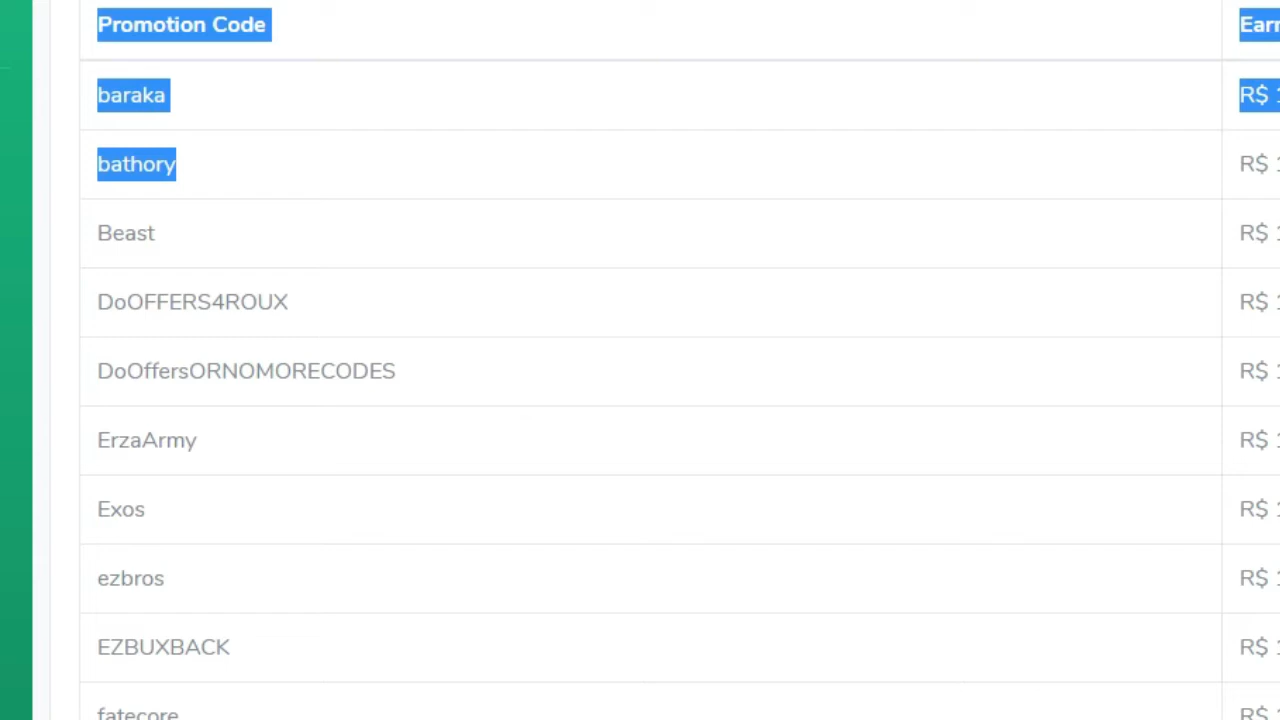 Promotion Code
baraka R$
bathory R$
Beast R$
DoOFFERS4ROUX R$
DoOffersORNOMORECODES R$
ErzaArmy R$
Exos R$
ezbros R$
EZBUXBACK R$
fatecore R$